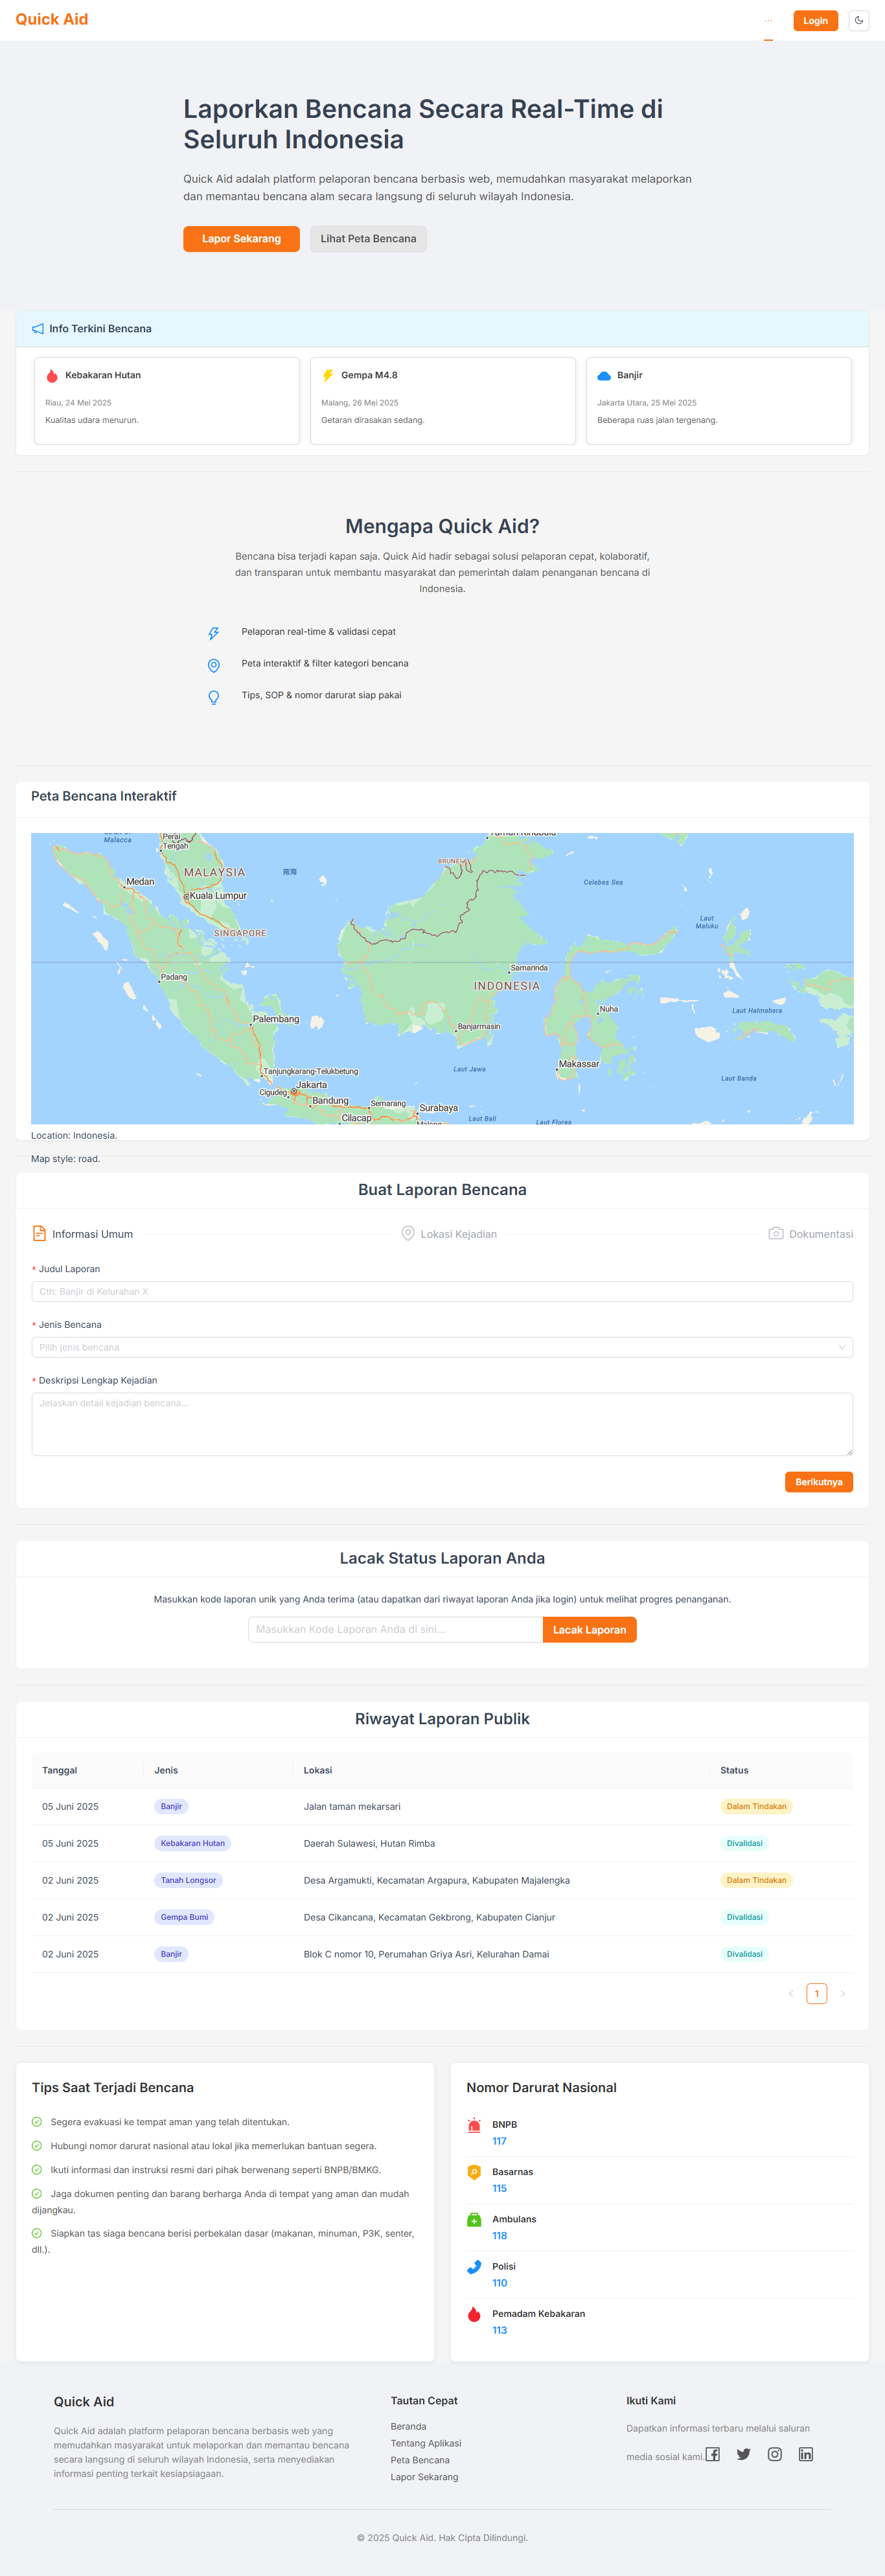 Quick Aid
...
Login
Laporkan Bencana Secara Real-Time di
Seluruh Indonesia
Quick Aid adalah platform pelaporan bencana berbasis web, memudahkan masyarakat melaporkan
dan memantau bencana alam secara langsung di seluruh wilayah Indonesia.
Lapor Sekarang
Lihat Peta Bencana
Info Terkini Bencana
Kebakaran Hutan
Riau, 24 Mei 2025
Kualitas udara menurun.
Gempa M4.8
Malang, 26 Mei 2025
Getaran dirasakan sedang.
Banjir
Jakarta Utara, 25 Mei 2025
Beberapa ruas jalan tergenang.
Mengapa Quick Aid?
Bencana bisa terjadi kapan saja. Quick Aid hadir sebagai solusi pelaporan cepat, kolaboratif,
dan transparan untuk membantu masyarakat dan pemerintah dalam penanganan bencana di
Indonesia.
Pelaporan real-time & validasi cepat
Peta interaktif & filter kategori bencana
Tips, SOP & nomor darurat siap pakai
Peta Bencana Interaktif
Malacca
Perai
Tengah
MALAYSIA
南海
BRUNEI
Celebes Sea
Medan
Kuala Lumpur
SINGAPORE
Laut
Maluku
Padang
Samarinda
INDONESIA
Palembang
Nuha
Laut Halmahera
Banjarmasin
Tanjungkarang-Telukbetung
Laut Jawa
Makassar
Laut Banda
Jakarta
Cigudeg
Bandung
Semarang
Surabaya
Cilacap
Malang
Laut Bali
Laut Flores
Location: Indonesia.
Map style: road.
Buat Laporan Bencana
Informasi Umum
Lokasi Kejadian
Dokumentasi
* Judul Laporan
Cth: Banjir di Kelurahan X
* Jenis Bencana
Pilih jenis bencana
* Deskripsi Lengkap Kejadian
Jelaskan detail kejadian bencana...
Berikutnya
Lacak Status Laporan Anda
Masukkan kode laporan unik yang Anda terima (atau dapatkan dari riwayat laporan Anda jika login) untuk melihat progres penanganan.
Masukkan Kode Laporan Anda di sini...
Lacak Laporan
Riwayat Laporan Publik
Tanggal Jenis Lokasi Status
05 Juni 2025 Banjir Jalan taman mekarsari Dalam Tindakan
05 Juni 2025 Kebakaran Hutan Daerah Sulawesi, Hutan Rimba Divalidasi
02 Juni 2025 Tanah Longsor Desa Argamukti, Kecamatan Argapura, Kabupaten Majalengka Dalam Tindakan
02 Juni 2025 Gempa Bumi Desa Cikancana, Kecamatan Gekbrong, Kabupaten Cianjur Divalidasi
02 Juni 2025 Banjir Blok C nomor 10, Perumahan Griya Asri, Kelurahan Damai Divalidasi
1
Tips Saat Terjadi Bencana
Segera evakuasi ke tempat aman yang telah ditentukan.
Hubungi nomor darurat nasional atau lokal jika memerlukan bantuan segera.
Ikuti informasi dan instruksi resmi dari pihak berwenang seperti BNPB/BMKG.
Jaga dokumen penting dan barang berharga Anda di tempat yang aman dan mudah
dijangkau.
Siapkan tas siaga bencana berisi perbekalan dasar (makanan, minuman, P3K, senter,
dll.).
Nomor Darurat Nasional
BNPB
117
Basarnas
115
Ambulans
118
Polisi
110
Pemadam Kebakaran
113
Quick Aid
Quick Aid adalah platform pelaporan bencana berbasis web yang
memudahkan masyarakat untuk melaporkan dan memantau bencana
secara langsung di seluruh wilayah Indonesia, serta menyediakan
informasi penting terkait kesiapsiagaan.
Tautan Cepat
Beranda
Tentang Aplikasi
Peta Bencana
Lapor Sekarang
Ikuti Kami
Dapatkan informasi terbaru melalui saluran
media sosial kami.
© 2025 Quick Aid. Hak Cipta Dilindungi.